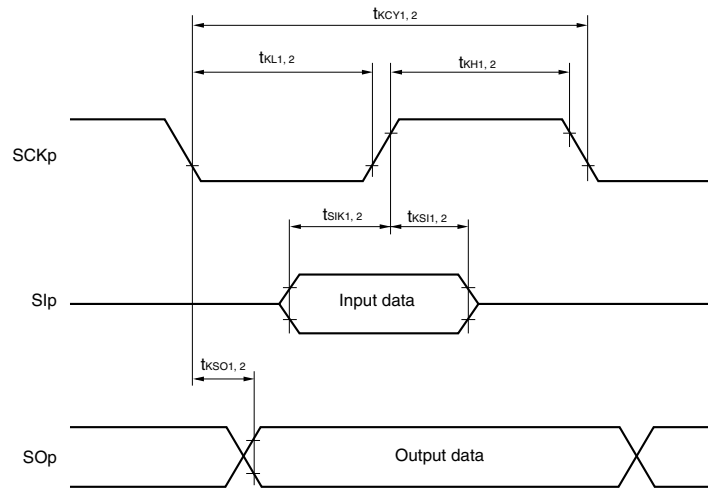 tKCY1, 2
tKL1, 2
tKH1, 2
SCKp
tSIK1, 2
tKSI1, 2
SIp
Input data
tKSO1, 2
SOp
Output data